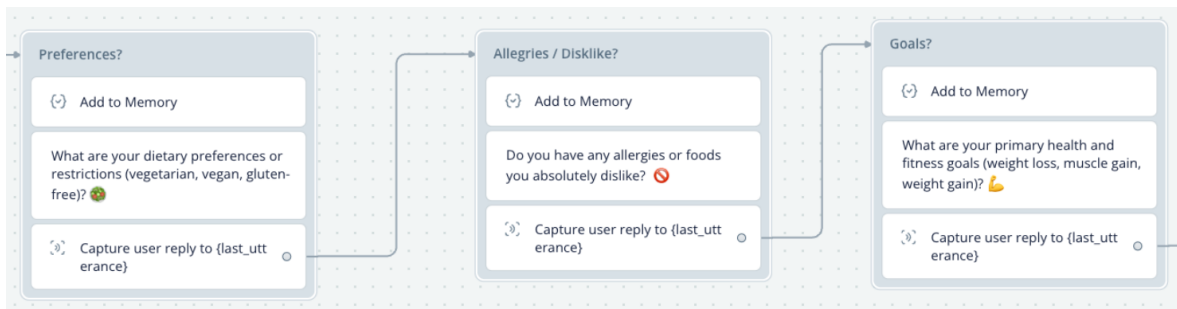 Preferences?
Add to Memory
What are your dietary preferences or
restrictions (vegetarian, vegan, gluten-
free)? 🥗
Capture user reply to {last_utt
erance}
Allegries / Disklike?
Add to Memory
Do you have any allergies or foods
you absolutely dislike? 🚫
Capture user reply to {last_utt
erance}
Goals?
Add to Memory
What are your primary health and
fitness goals (weight loss, muscle gain,
weight gain)? 💪
Capture user reply to {last_utt
erance}